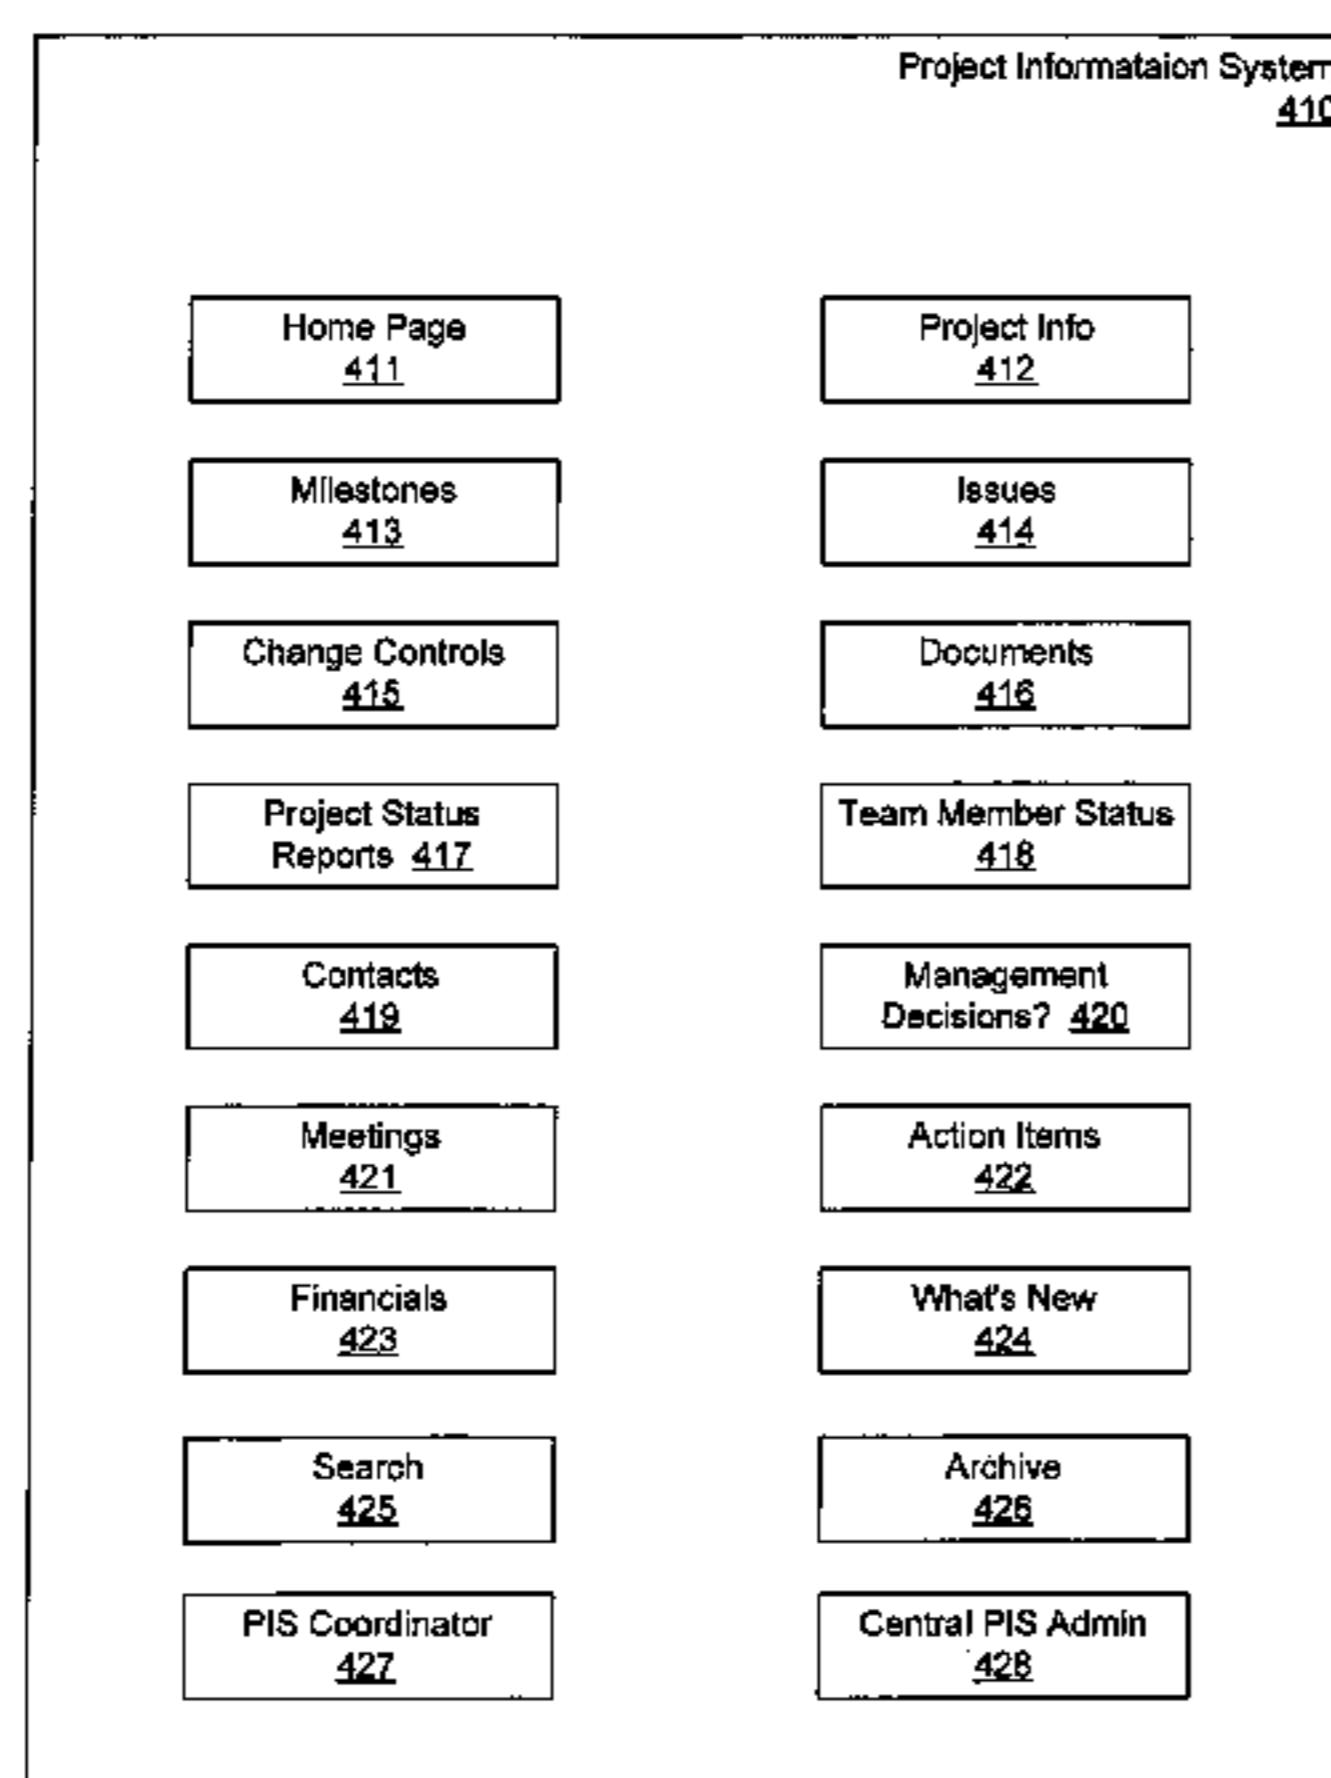 Project Informataion System
410
Home Page
411
Project Info
412
Milestones
413
Issues
414
Change Controls
415
Documents
416
Project Status
Reports 417
Team Member Status
418
Contacts
419
Management
Decisions? 420
Meetings
421
Action Items
422
Financials
423
What's New
424
Search
425
Archive
426
PIS Coordinator
427
Central PIS Admin
428